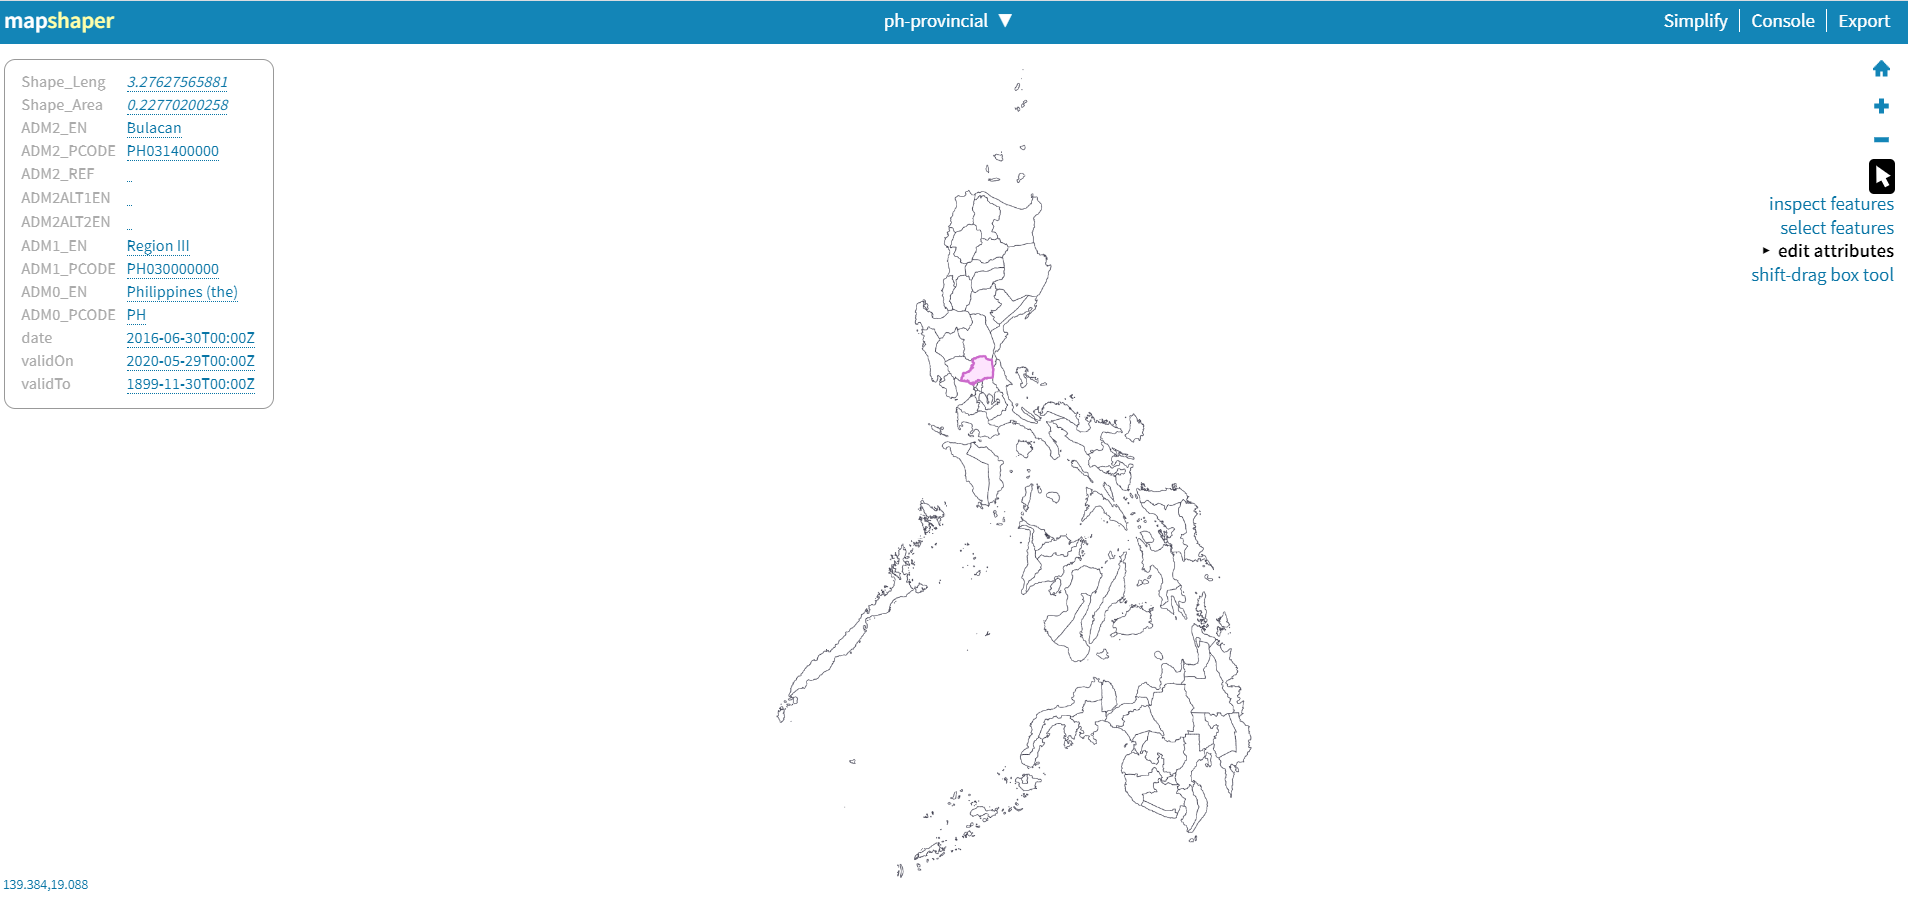 mapshaper
ph-provincial ▼
Simplify
Console
Export
Shape_Leng 3.27627565881
Shape_Area 0.22770200258
ADM2_EN Bulacan
ADM2_PCODE PH031400000
ADM2_REF
ADM2ALT1EN
ADM2ALT2EN
ADM1_EN Region III
ADM1_PCODE PH030000000
ADM0_EN Philippines (the)
ADM0_PCODE PH
date 2016-06-30T00:00Z
validOn 2020-05-29T00:00Z
validTo 1899-11-30T00:00Z
inspect features
select features
edit attributes
shift-drag box tool
139.384,19.088